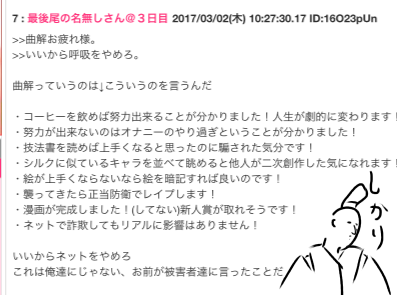 7 : 最後尾の名無しさん＠３日目 2017/03/02(木) 10:27:30.17 ID:16O23pUn
>>曲解お疲れ様。
>>いいから呼吸をやめろ。
曲解っていうのは↓こういうのを言うんだ
・コーヒーを飲めば努力出来ることが分かりました！人生が劇的に変わります！
・努力が出来ないのはオナニーのやり過ぎということが分かりました！
・技法書を読めば上手くなると思ったのに騙された気分です！
・シルクに似ているキャラを並べて眺めると他人が二次創作した気になれます！
・絵が上手くならないなら絵を暗記すれば良いのです！
・襲ってきたら正当防衛でレイプします！
・漫画が完成しました！(してない)新人賞が取れそうです！
・ネットで詐欺してもリアルに影響はありません！
いいからネットをやめろ
これは俺達にじゃない、お前が被害者達に言ったことだ
しかり